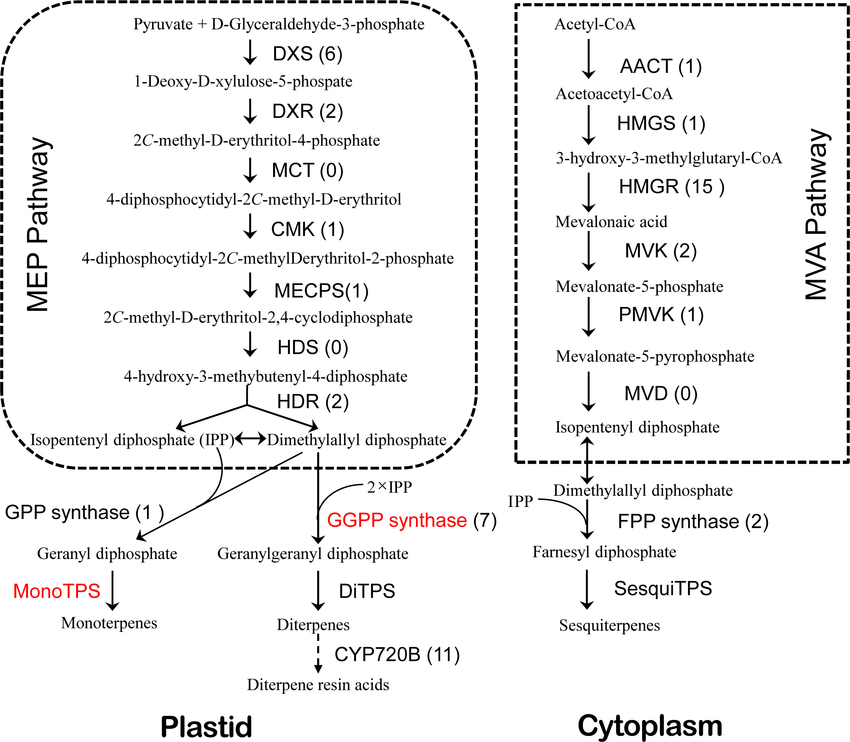 Pyruvate + D-Glyceraldehyde-3-phosphate
DXS (6)
1-Deoxy-D-xylulose-5-phospate
DXR (2)
2C-methyl-D-erythritol-4-phosphate
MCT (0)
4-diphosphocytidyl-2C-methyl-D-erythritol
CMK (1)
4-diphosphocytidyl-2C-methylDerythritol-2-phosphate
MECPS(1)
2C-methyl-D-erythritol-2,4-cyclodiphosphate
HDS (0)
4-hydroxy-3-methybutenyl-4-diphosphate
HDR (2)
Isopentenyl diphosphate (IPP)
Dimethylallyl diphosphate
MEP Pathway
2×IPP
GPP synthase (1 )
GGPP synthase (7)
Geranyl diphosphate
Geranylgeranyl diphosphate
MonoTPS
DiTPS
Monoterpenes
Diterpenes
CYP720B (11)
Diterpene resin acids
Plastid
Acetyl-CoA
AACT (1)
Acetoacetyl-CoA
HMGS (1)
3-hydroxy-3-methylglutaryl-CoA
HMGR (15 )
Mevalonaic acid
MVK (2)
Mevalonate-5-phosphate
PMVK (1)
Mevalonate-5-pyrophosphate
MVD (0)
Isopentenyl diphosphate
MVA Pathway
Dimethylallyl diphosphate
IPP
FPP synthase (2)
Farnesyl diphosphate
SesquiTPS
Sesquiterpenes
Cytoplasm